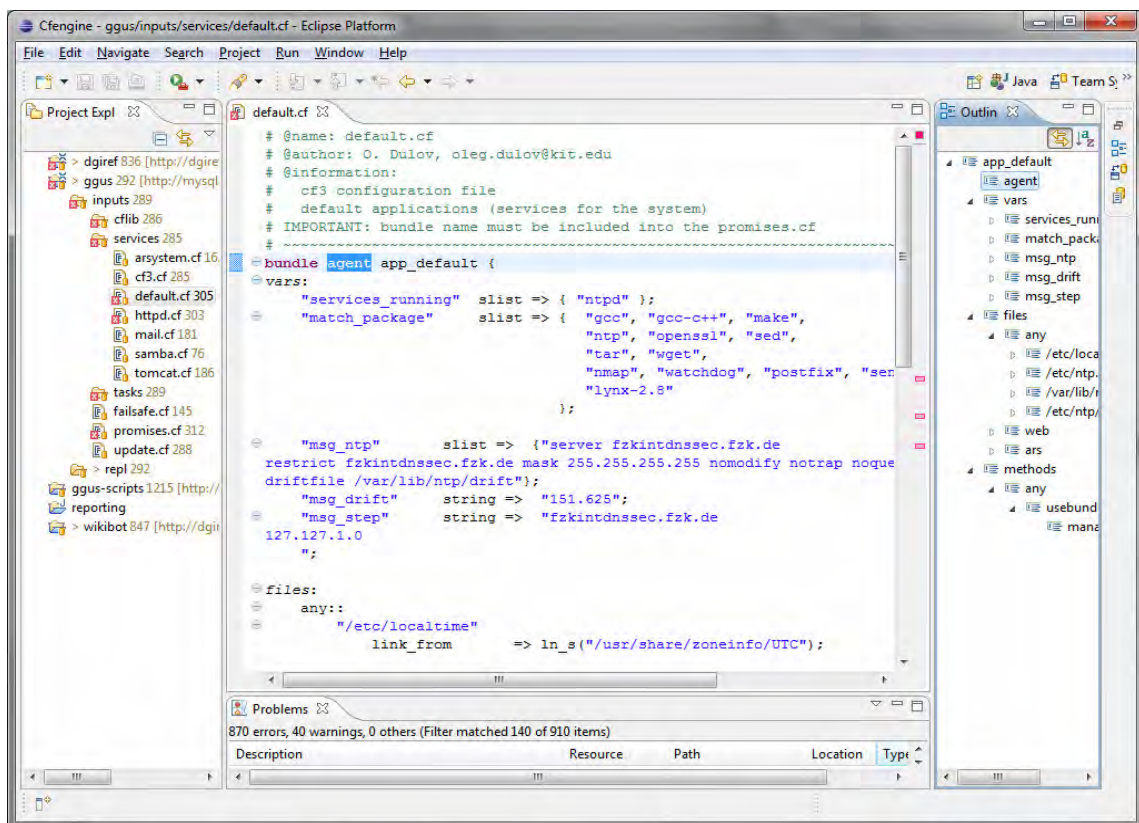 Cfengine - ggus/inputs/services/default.cf - Eclipse Platform
File Edit Navigate Search Project Run Window Help
Java Team S
Project Expl
> dgiref 836 [http://dgire
> ggus 292 [http://mysql
inputs 289
cflib 286
services 285
arsystem.cf 16
cf3.cf 285
default.cf 305
httpd.cf 303
mail.cf 181
samba.cf 76
tomcat.cf 186
tasks 289
failsafe.cf 145
promises.cf 312
update.cf 288
> repl 292
ggus-scripts 1215 [http://
reporting
> wikibot 847 [http://dgir
default.cf
# @name: default.cf
# @author: O. Dulov, oleg.dulov@kit.edu
# @information:
#   cf3 configuration file
#   default applications (services for the system)
# IMPORTANT: bundle name must be included into the promises.cf
# ~~~~~~~~~~~~~~~~~~~~~~~~~~~~~~~~~~~~~~~~~~~~~~~~~~~~~~~~~~~~~~~~~~~~~
bundle agent app_default {
vars:
"services_running" slist => { "ntpd" };
"match_package" slist => { "gcc", "gcc-c++", "make",
"ntp", "openssl", "sed",
"tar", "wget",
"nmap", "watchdog", "postfix", "sen
"lynx-2.8"
};
"msg_ntp" slist => {"server fzkintdnssec.fzk.de
restrict fzkintdnssec.fzk.de mask 255.255.255.255 nomodify notrap noque
driftfile /var/lib/ntp/drift"};
"msg_drift" string => "151.625";
"msg_step" string => "fzkintdnssec.fzk.de
127.127.1.0
";
files:
any::
"/etc/localtime"
link_from => ln_s("/usr/share/zoneinfo/UTC");
Problems
870 errors, 40 warnings, 0 others (Filter matched 140 of 910 items)
Description Resource Path Location Type
Outlin
app_default
agent
vars
services_runn
match_packa
msg_ntp
msg_drift
msg_step
files
any
/etc/loca
/etc/ntp.
/var/lib/r
/etc/ntp/
web
ars
methods
any
usebund
mana